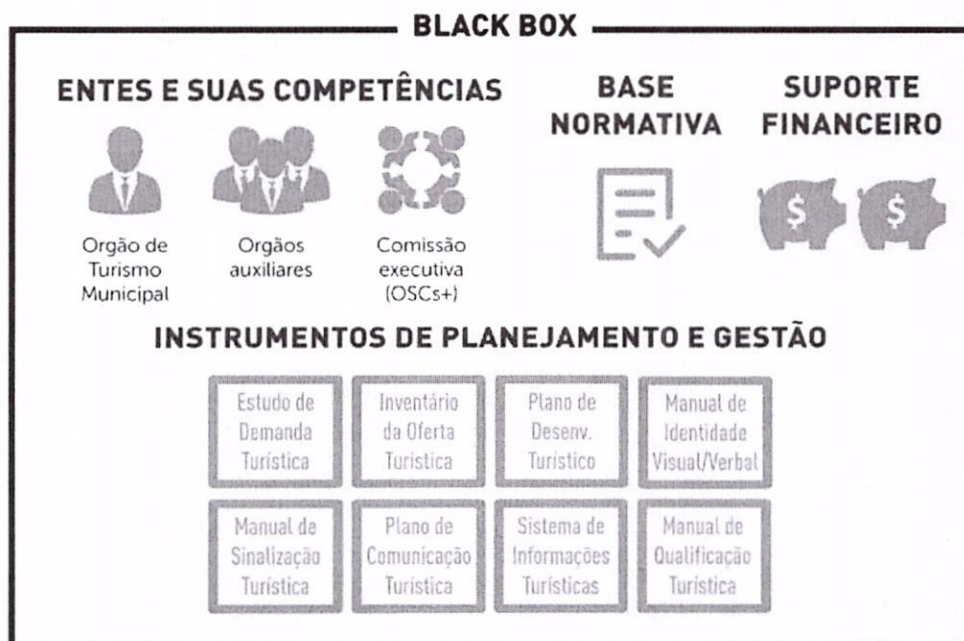 BLACK BOX
ENTES E SUAS COMPETÊNCIAS
BASE
NORMATIVA
SUPORTE
FINANCEIRO
$ $
Orgão de
Turismo
Municipal
Orgãos
auxiliares
Comissão
executiva
(OSCs+)
INSTRUMENTOS DE PLANEJAMENTO E GESTÃO
Estudo de
Demanda
Turística
Inventário
da Oferta
Turística
Plano de
Desenv.
Turístico
Manual de
Identidade
Visual/Verbal
Manual de
Sinalização
Turística
Plano de
Comunicação
Turística
Sistema de
Informações
Turísticas
Manual de
Qualificação
Turística